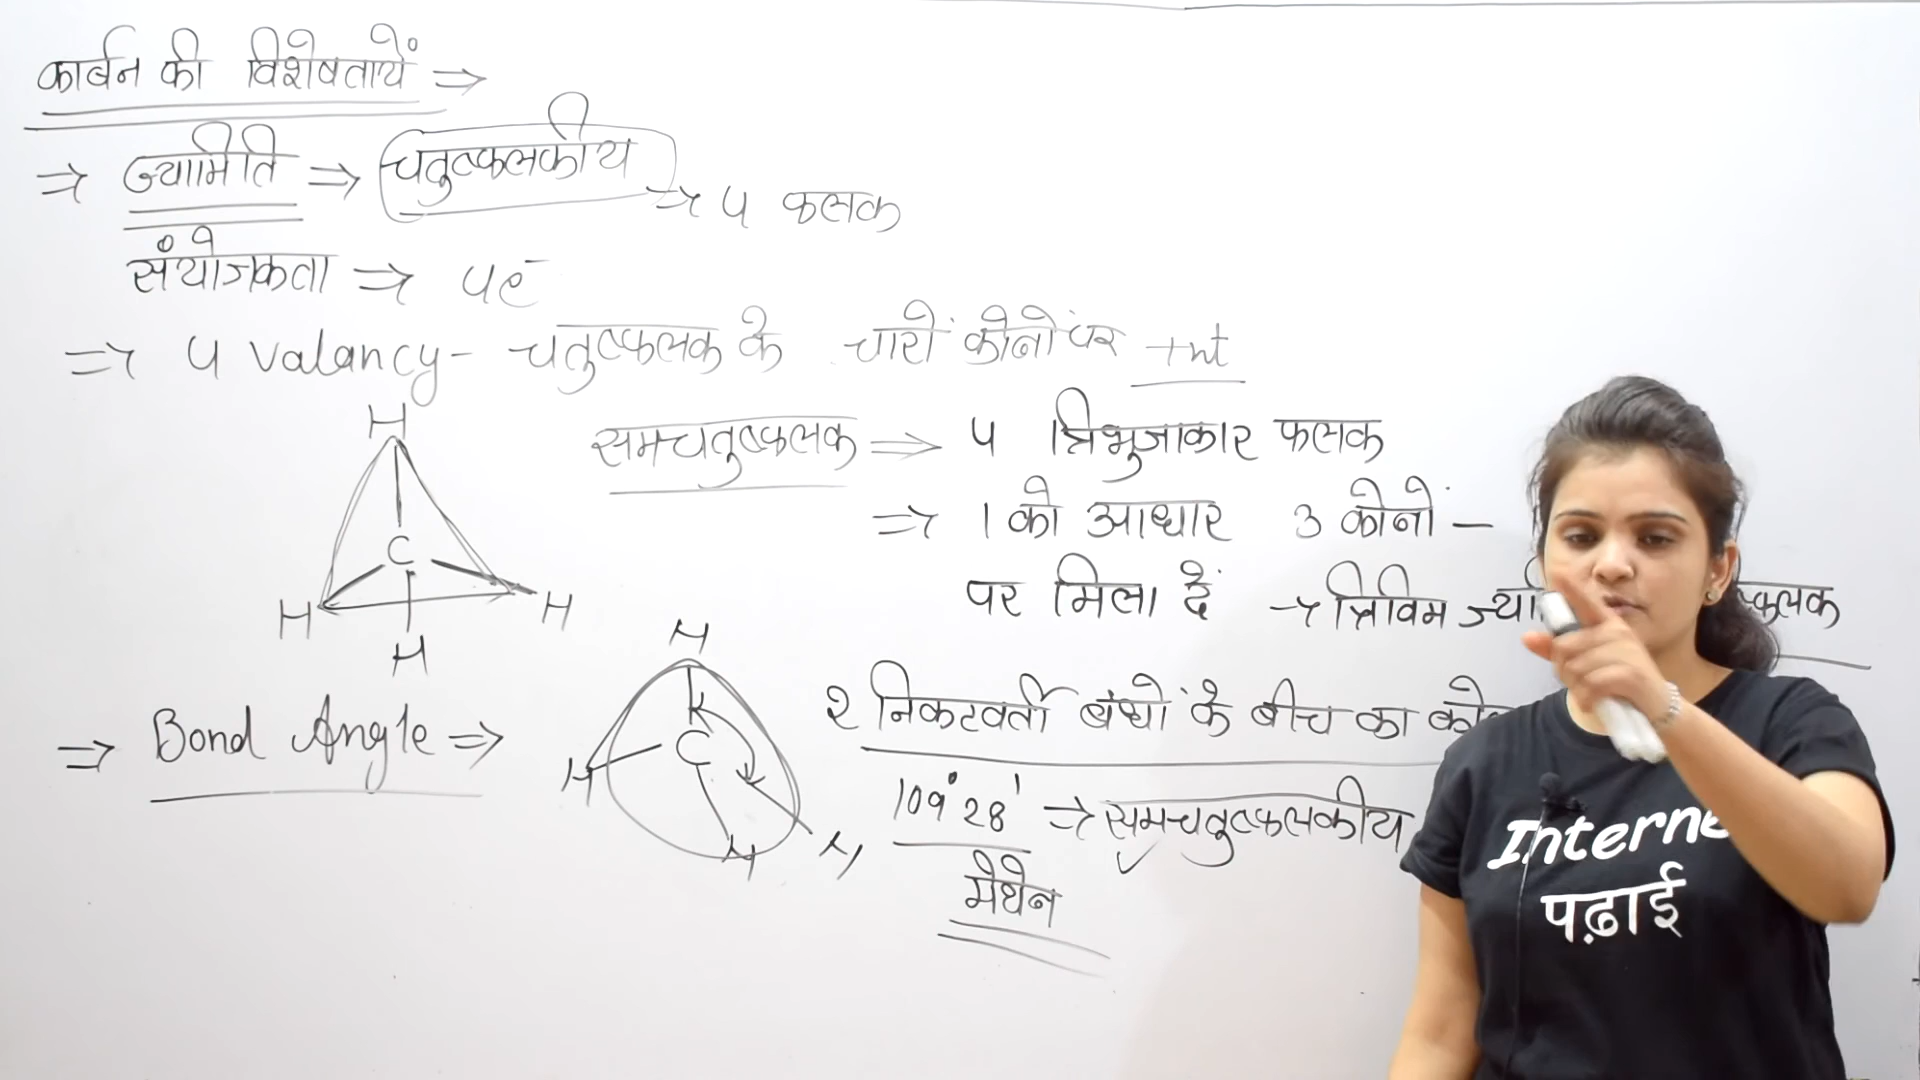 कार्बन की विशेषतायें ⇒
⇒ ज्यामिति ⇒ चतुष्फलकीय → 4 फलक
संयोजकता ⇒ 4e⁻
⇒ 4 Valancy - चतुष्फलक के चारों कोनों पर
समचतुष्फलक ⇒ 4 त्रिभुजाकार फलक
⇒ 1 को आधार 3 कोनों -
पर मिला दें → त्रिविम ज्या
H
C
H H
H
⇒ Bond Angle ⇒
H
C
H
H H
2 निकटवर्ती बंधों के बीच का
109° 28' ⇒ समचतुष्फलकीय
मेथेन
Interne
पढ़ाई